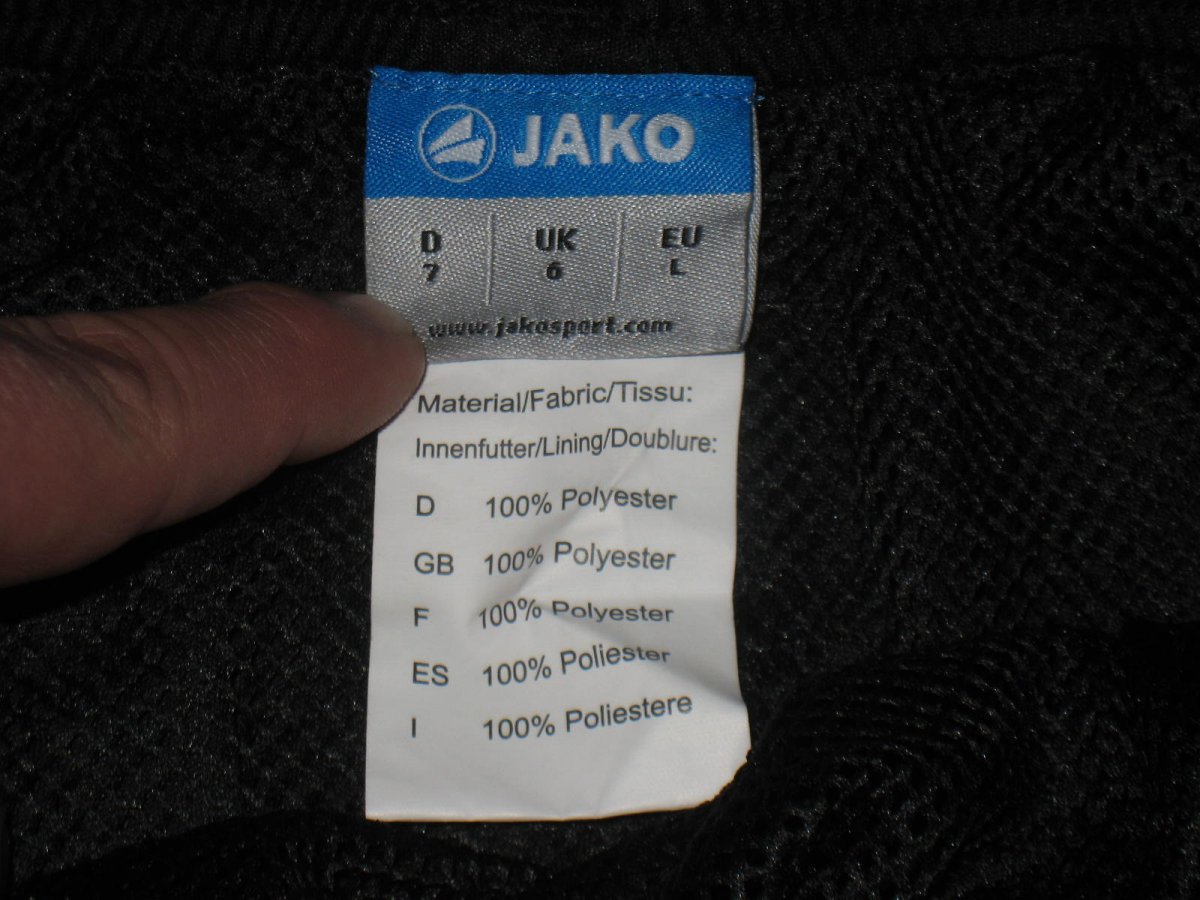 JAKO
D UK EU
7 6 L
www.jakosport.com
Material/Fabric/Tissu:
Innenfutter/Lining/Doublure:
D 100% Polyester
GB 100% Polyester
F 100% Polyester
ES 100% Poliester
I 100% Poliestere